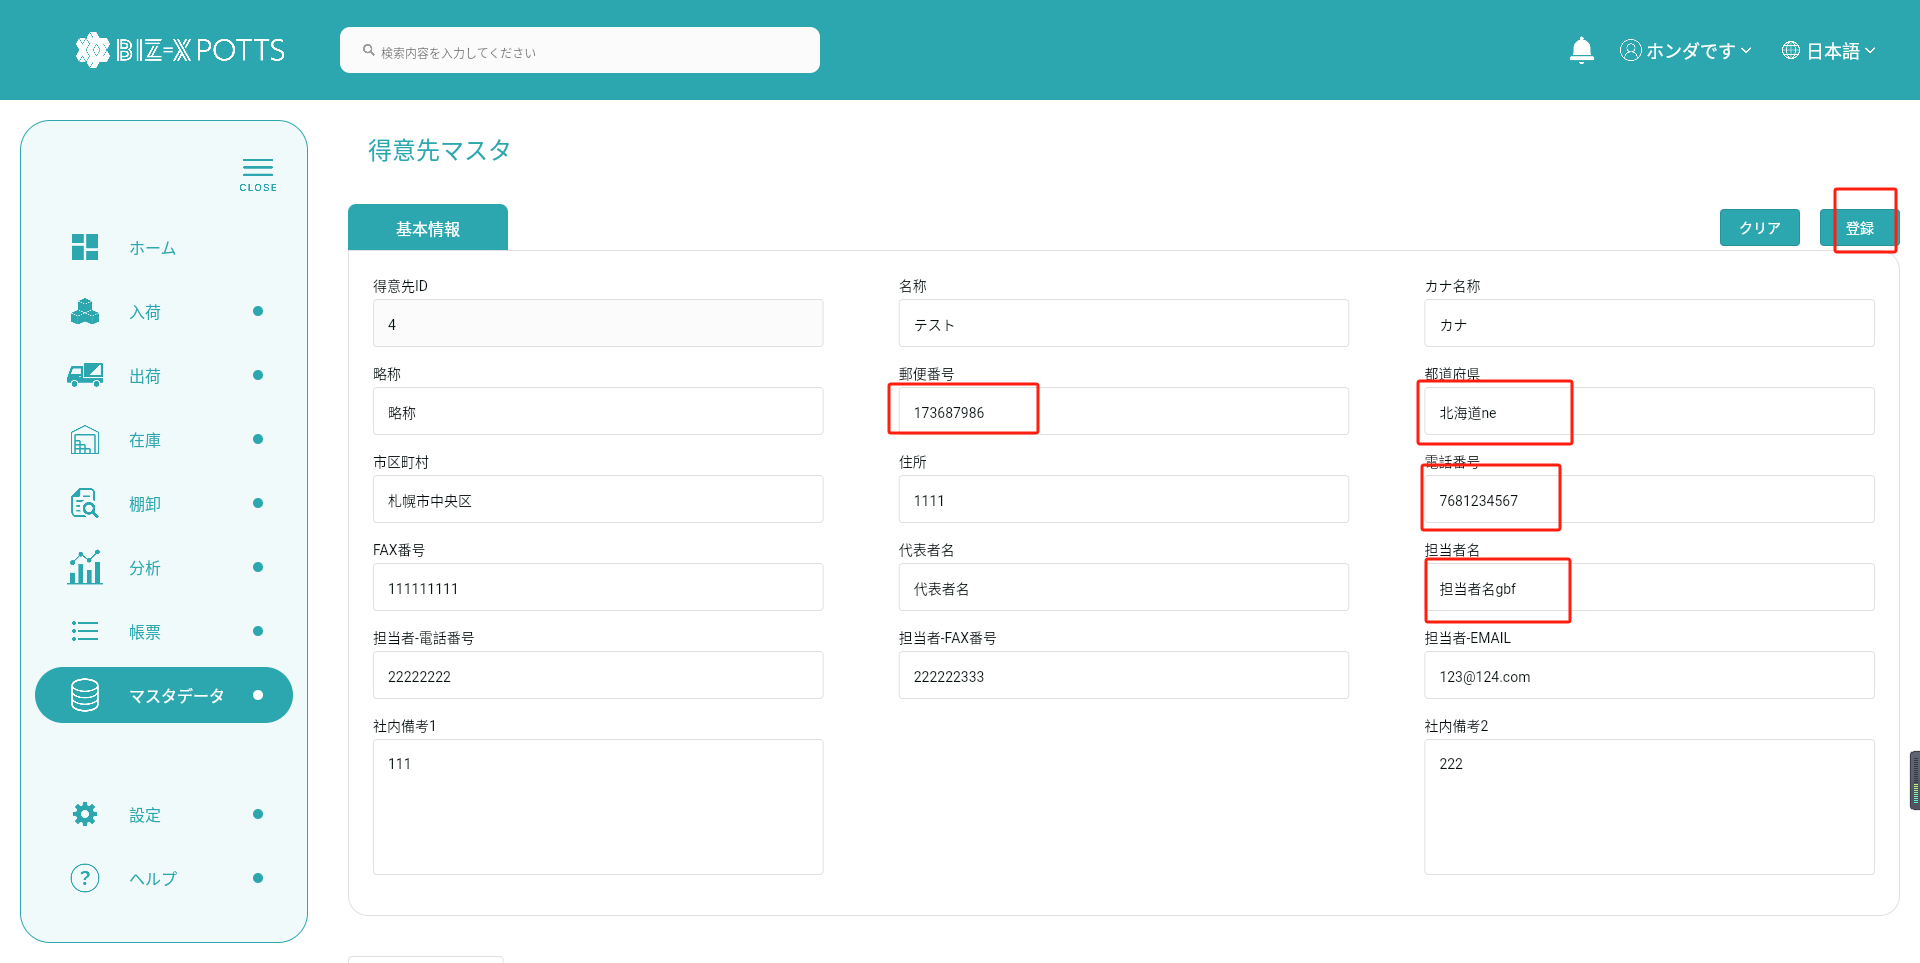 BIZ-X POTTS
検索内容を入力してください
ホンダです
日本語
CLOSE
ホーム
入荷
出荷
在庫
棚卸
分析
帳票
マスタデータ
設定
ヘルプ
得意先マスタ
基本情報
クリア
登録
得意先ID
名称
カナ名称
4
テスト
カナ
略称
郵便番号
都道府県
略称
173687986
北海道ne
市区町村
住所
電話番号
札幌市中央区
1111
7681234567
FAX番号
代表者名
担当者名
111111111
代表者名
担当者名gbf
担当者-電話番号
担当者-FAX番号
担当者-EMAIL
22222222
222222333
123@124.com
社内備考1
社内備考2
111
222